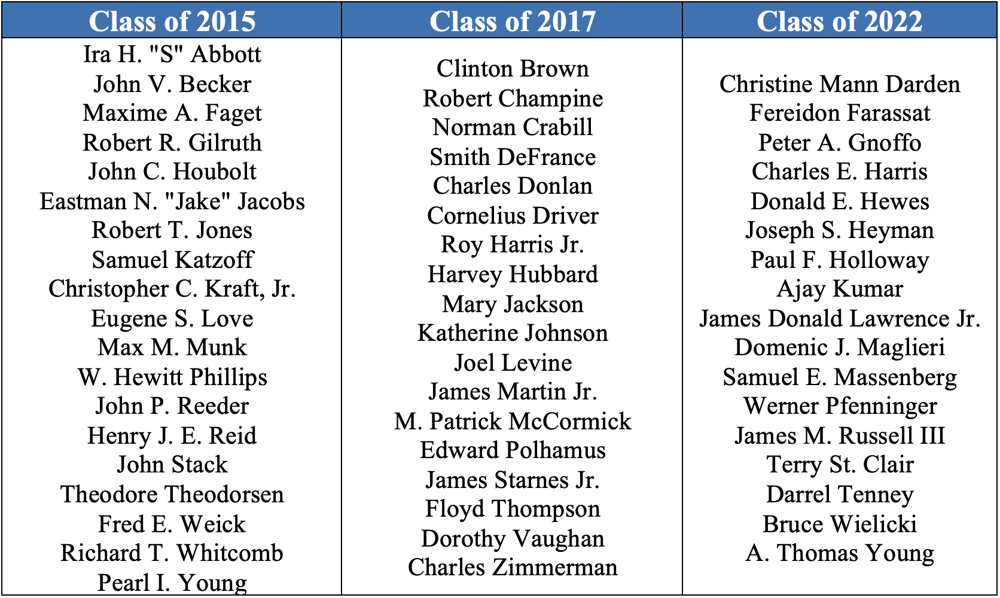 Class of 2015
Ira H. "S" Abbott
John V. Becker
Maxime A. Faget
Robert R. Gilruth
John C. Houbolt
Eastman N. "Jake" Jacobs
Robert T. Jones
Samuel Katzoff
Christopher C. Kraft, Jr.
Eugene S. Love
Max M. Munk
W. Hewitt Phillips
John P. Reeder
Henry J. E. Reid
John Stack
Theodore Theodorsen
Fred E. Weick
Richard T. Whitcomb
Pearl I. Young
Class of 2017
Clinton Brown
Robert Champine
Norman Crabill
Smith DeFrance
Charles Donlan
Cornelius Driver
Roy Harris Jr.
Harvey Hubbard
Mary Jackson
Katherine Johnson
Joel Levine
James Martin Jr.
M. Patrick McCormick
Edward Polhamus
James Starnes Jr.
Floyd Thompson
Dorothy Vaughan
Charles Zimmerman
Class of 2022
Christine Mann Darden
Fereidon Farassat
Peter A. Gnoffo
Charles E. Harris
Donald E. Hewes
Joseph S. Heyman
Paul F. Holloway
Ajay Kumar
James Donald Lawrence Jr.
Domenic J. Maglieri
Samuel E. Massenberg
Werner Pfenninger
James M. Russell III
Terry St. Clair
Darrel Tenney
Bruce Wielicki
A. Thomas Young